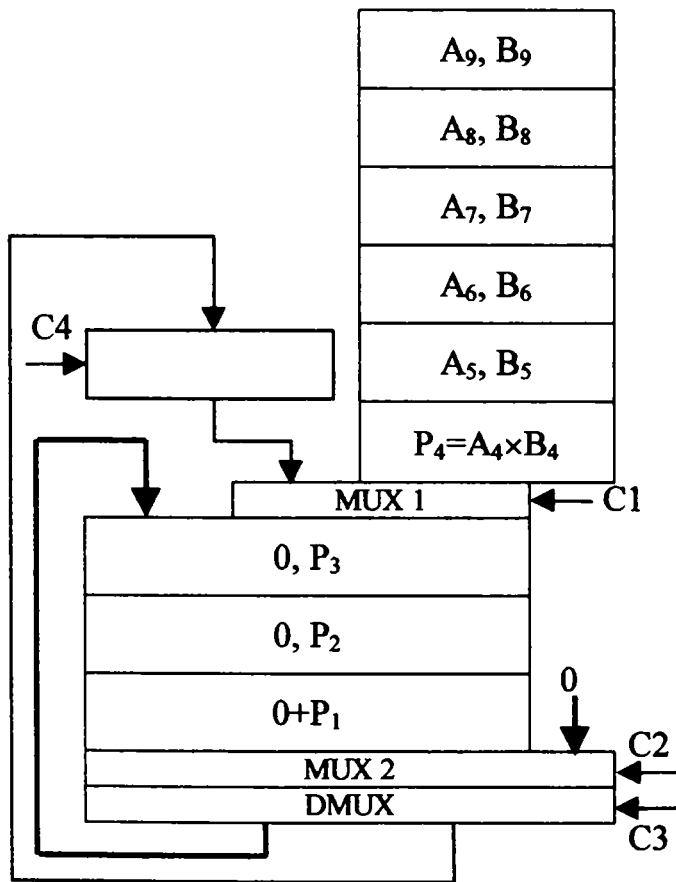 A₉, B₉
A₈, B₈
A₇, B₇
A₆, B₆
C4
A₅, B₅
P₄=A₄×B₄
MUX 1
C1
0, P₃
0, P₂
0
0+P₁
C2
MUX 2
DMUX
C3